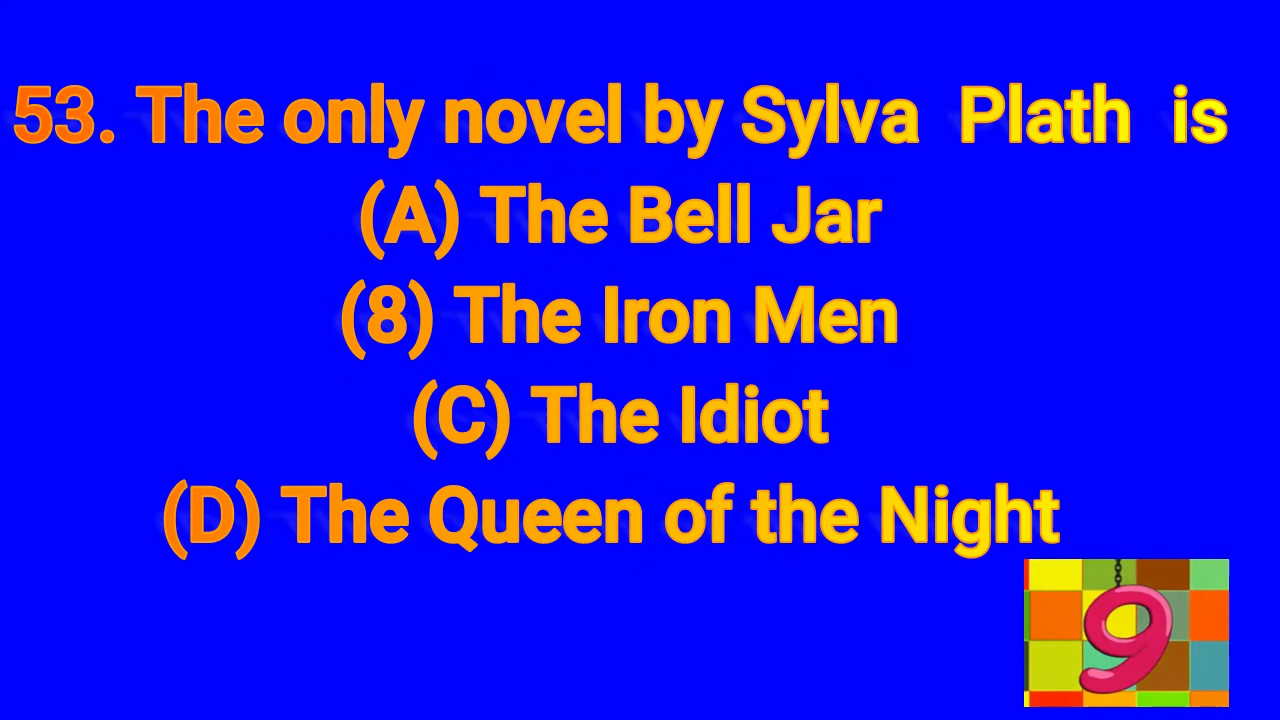 53. The only novel by Sylva Plath is
(A) The Bell Jar
(8) The Iron Men
(C) The Idiot
(D) The Queen of the Night
9